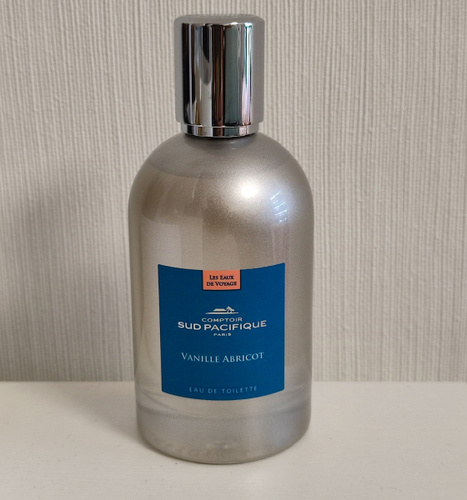 LES EAUX
DE VOYAGE
COMPTOIR
SUD PACIFIQUE
PARIS
VANILLE ABRICOT
EAU DE TOILETTE